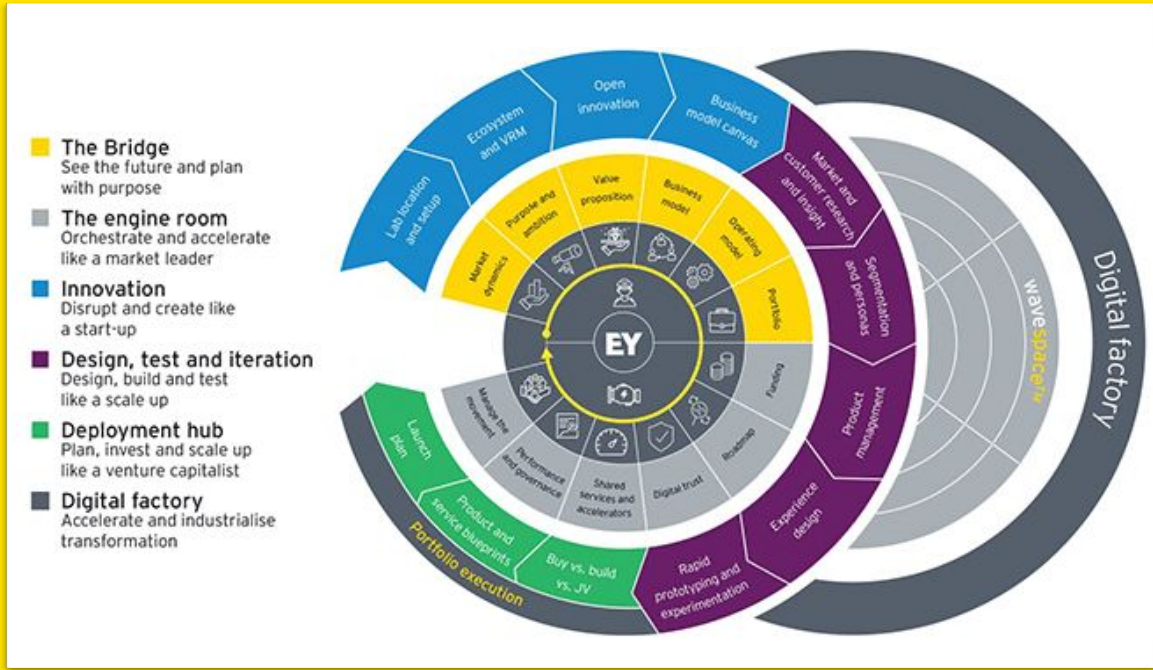 The Bridge
See the future and plan
with purpose
The engine room
Orchestrate and accelerate
like a market leader
Innovation
Disrupt and create like
a start-up
Design, test and iteration
Design, build and test
like a scale up
Deployment hub
Plan, invest and scale up
like a venture capitalist
Digital factory
Accelerate and industrialise
transformation
Lab location
and setup
Ecosystem
and VRM
Open
innovation
Business
model canvas
Market and
customer research
and insight
Segmentation
and personas
Product
management
Experience
design
Rapid
prototyping and
experimentation
Buy vs. build
vs. JV
Product and
service blueprints
Launch
plan
Portfolio execution
Market
dynamics
Purpose and
ambition
Value
proposition
Business
model
Operating
model
Portfolio
Funding
Roadmap
Digital trust
Shared
services and
accelerators
Performance
and governance
Manage the
movement
EY
wavespace™
Digital factory